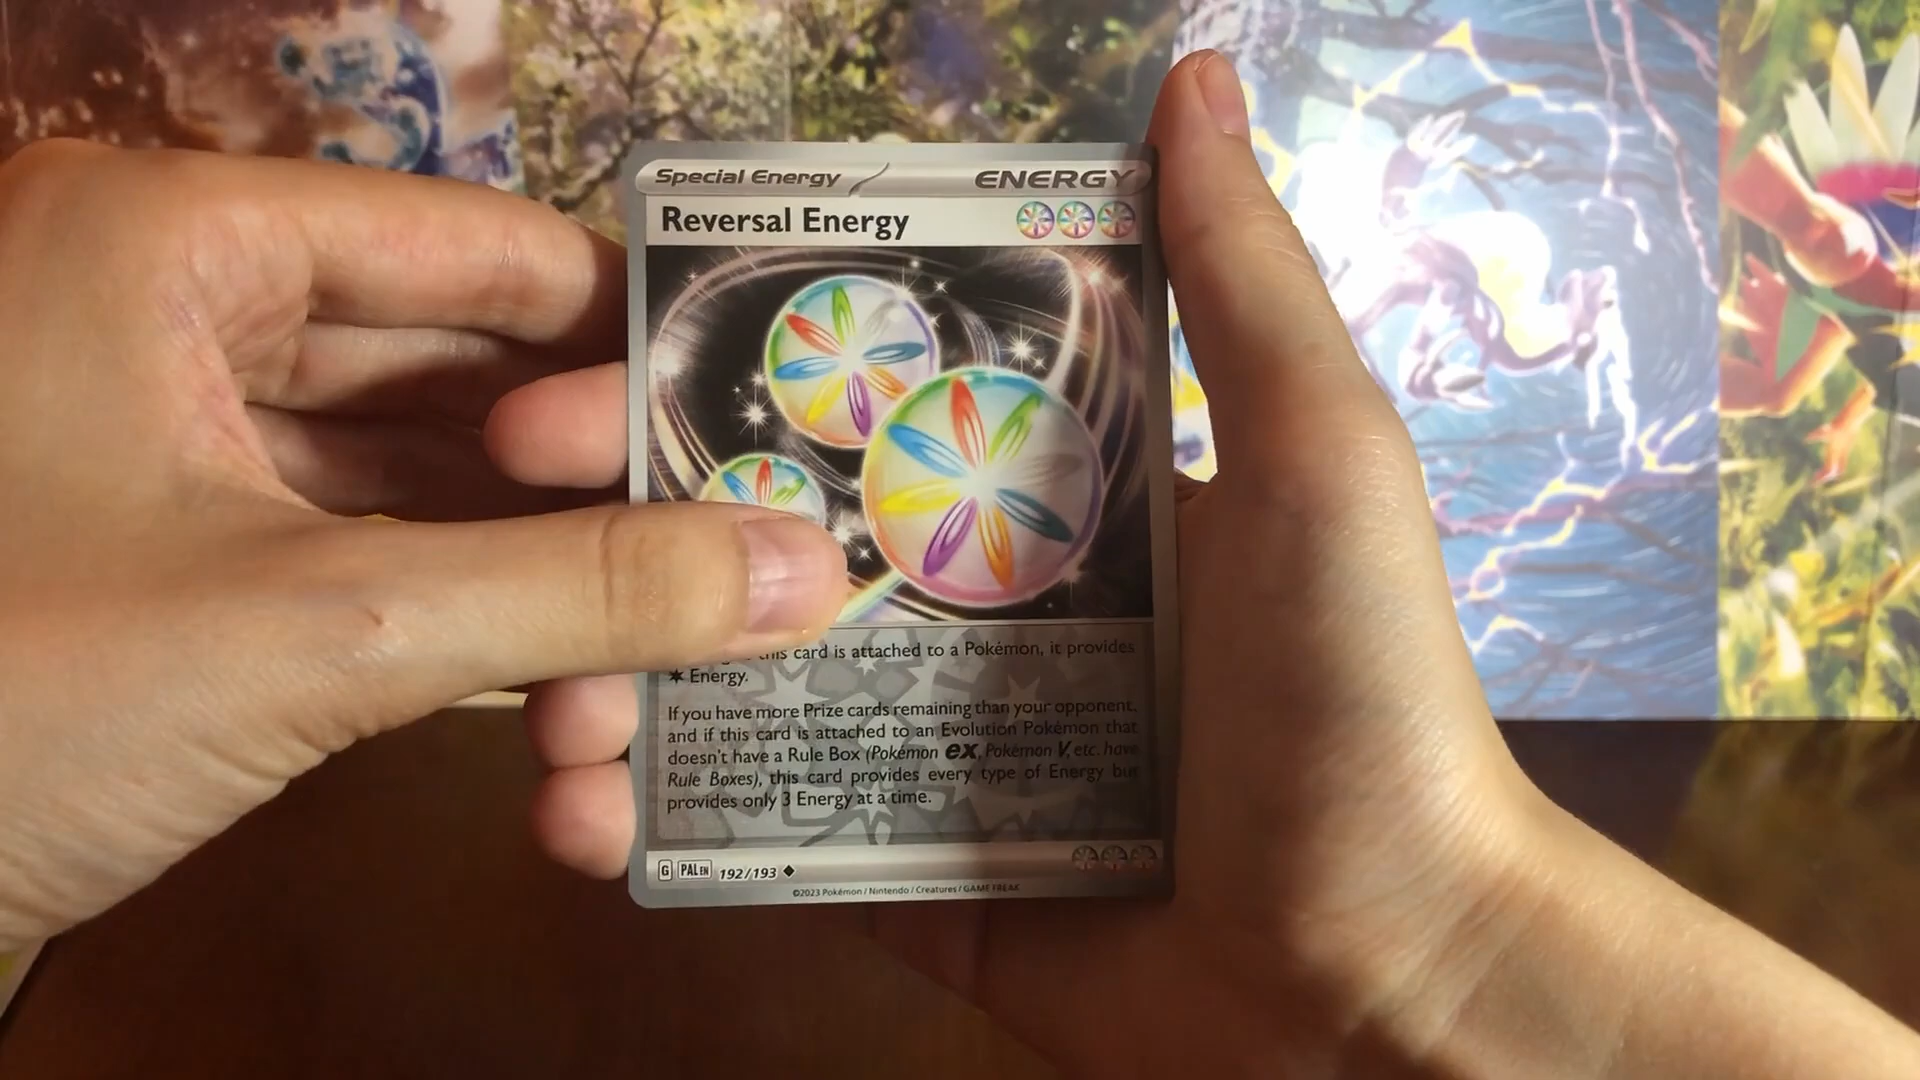 Special Energy ENERGY
Reversal Energy
this card is attached to a Pokémon, it provides
Energy.
If you have more Prize cards remaining than your opponent,
and if this card is attached to an Evolution Pokémon that
doesn't have a Rule Box (Pokémon ex, Pokémon V, etc. have
Rule Boxes), this card provides every type of Energy but
provides only 3 Energy at a time.
G PAL EN 192/193
©2023 Pokémon / Nintendo / Creatures / GAME FREAK